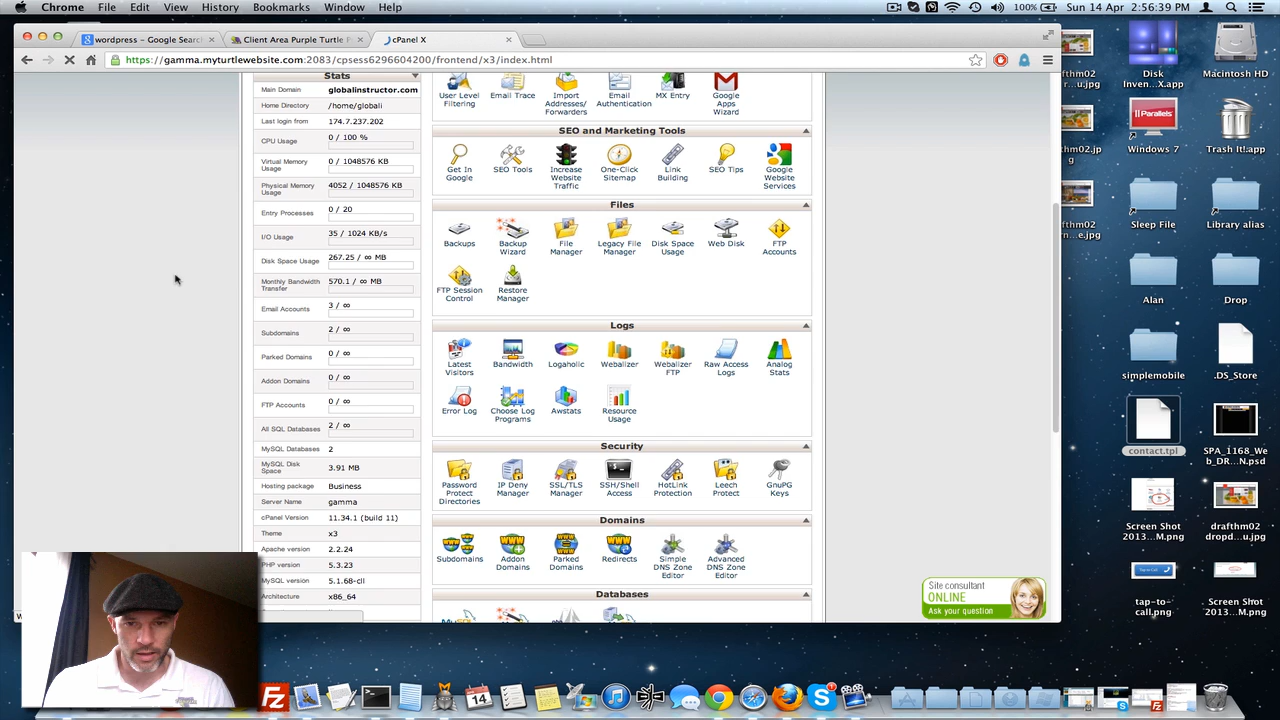 Chrome File Edit View History Bookmarks Window Help
100% Sun 14 Apr 2:56:39 PM
wordpress – Google Searc
Client Area Purple Turtle
cPanel X
https://gamma.myturtlewebsite.com:2083/cpsess6296604200/frontend/x3/index.html
Stats
Main Domain globalinstructor.com
Home Directory /home/globali
Last login from 174.7.237.202
CPU Usage 0 / 100 %
Virtual Memory Usage 0 / 1048576 KB
Physical Memory Usage 4052 / 1048576 KB
Entry Processes 0 / 20
I/O Usage 35 / 1024 KB/s
Disk Space Usage 267.25 / ∞ MB
Monthly Bandwidth Transfer 570.1 / ∞ MB
Email Accounts 3 / ∞
Subdomains 2 / ∞
Parked Domains 0 / ∞
Addon Domains 0 / ∞
FTP Accounts 0 / ∞
All SQL Databases 2 / ∞
MySQL Databases 2
MySQL Disk Space 3.91 MB
Hosting package Business
Server Name gamma
cPanel Version 11.34.1 (build 11)
Theme x3
Apache version 2.2.24
PHP version 5.3.23
MySQL version 5.1.68-cll
Architecture x86_64
User Level Filtering
Email Trace
Import Addresses/ Forwarders
Email Authentication
MX Entry
Google Apps Wizard
SEO and Marketing Tools
Get In Google
SEO Tools
Increase Website Traffic
One-Click Sitemap
Link Building
SEO Tips
Google Website Services
Files
Backups
Backup Wizard
File Manager
Legacy File Manager
Disk Space Usage
Web Disk
FTP Accounts
FTP Session Control
Restore Manager
Logs
Latest Visitors
Bandwidth
Logaholic
Webalizer
Webalizer FTP
Raw Access Logs
Analog Stats
Error Log
Choose Log Programs
Awstats
Resource Usage
Security
Password Protect Directories
IP Deny Manager
SSL/TLS Manager
SSH/Shell Access
HotLink Protection
Leech Protect
GnuPG Keys
Domains
Subdomains
Addon Domains
Parked Domains
Redirects
Simple DNS Zone Editor
Advanced DNS Zone Editor
Databases
Site consultant
ONLINE
Ask your question
Disk Inven...X.app
Macintosh HD
Parallels
Windows 7
Trash It!.app
Sleep File
Library alias
Alan
Drop
simplemobile
.DS_Store
contact.tpl
SPA_i168_We b_DR...N.psd
Screen Shot 2013...M.png
drafthm02 dropd...u.jpg
tap-to- call.png
Screen Shot 2013...M.png